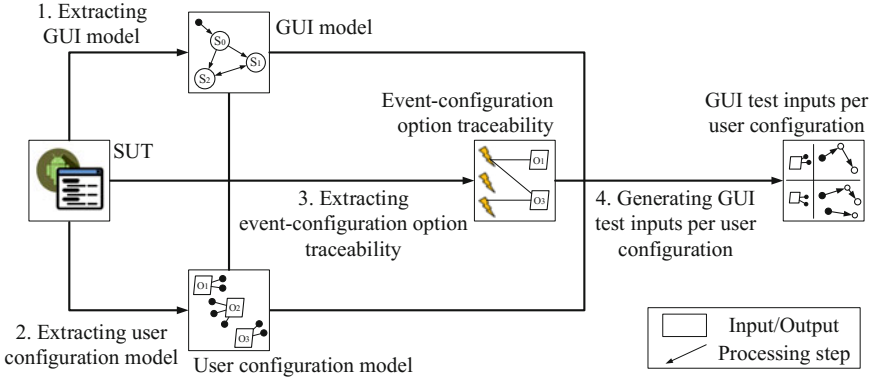 1. Extracting
GUI model
GUI model
S0
S1
S2
SUT
Event-configuration
option traceability
O1
O3
GUI test inputs per
user configuration
3. Extracting
event-configuration option
traceability
4. Generating GUI
test inputs per user
configuration
2. Extracting user
configuration model
O1
O2
O3
User configuration model
Input/Output
Processing step